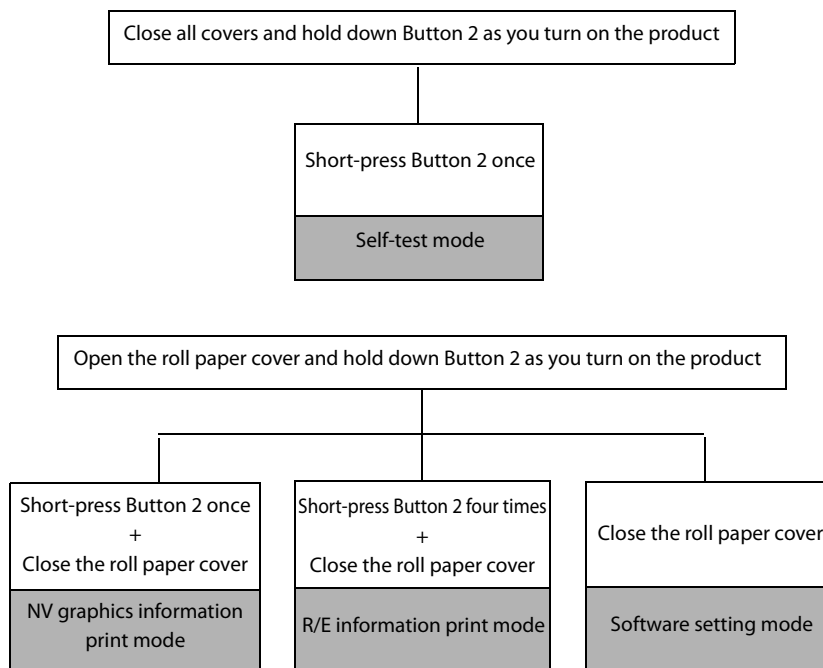 Close all covers and hold down Button 2 as you turn on the product
Short-press Button 2 once
Self-test mode
Open the roll paper cover and hold down Button 2 as you turn on the product
Short-press Button 2 once
+
Close the roll paper cover
NV graphics information
print mode
Short-press Button 2 four times
+
Close the roll paper cover
R/E information print mode
Close the roll paper cover
Software setting mode